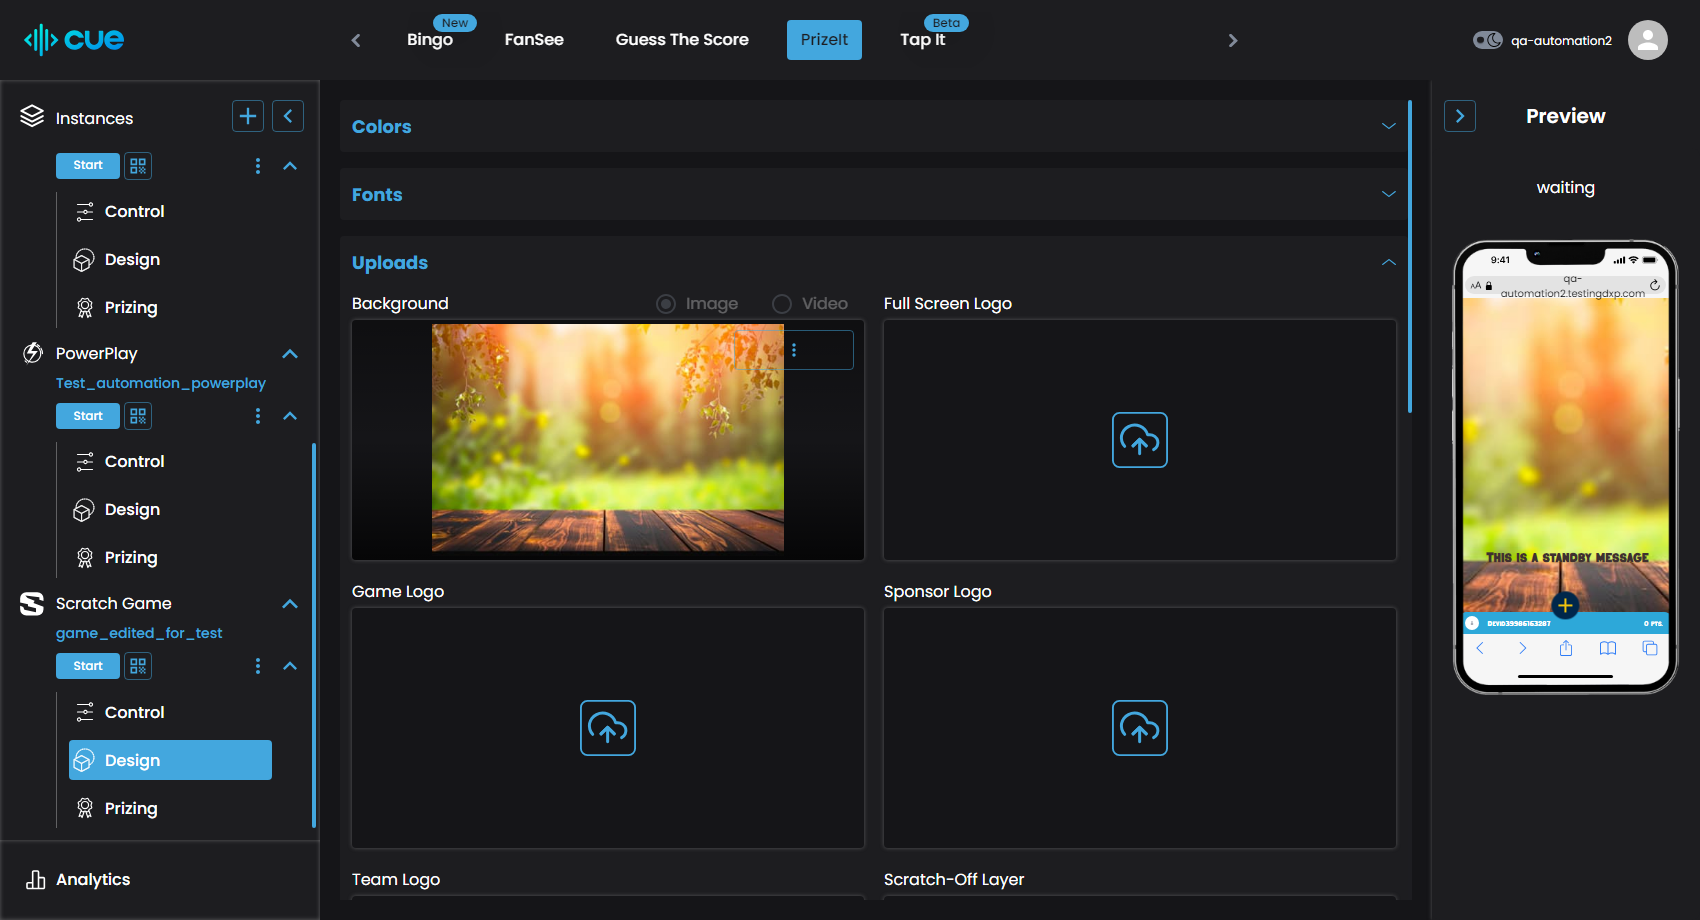 cue
Bingo
New
FanSee
Guess The Score
PrizeIt
Tap It
Beta
qa-automation2
Instances
Start
Control
Design
Prizing
PowerPlay
Test_automation_powerplay
Start
Control
Design
Prizing
Scratch Game
game_edited_for_test
Start
Control
Design
Prizing
Analytics
Colors
Fonts
Uploads
Background
Image
Video
Full Screen Logo
Game Logo
Sponsor Logo
Team Logo
Scratch-Off Layer
Preview
waiting
9:41
AA
qa-
automation2.testingdxp.com
This is a standby message
0 PTS.